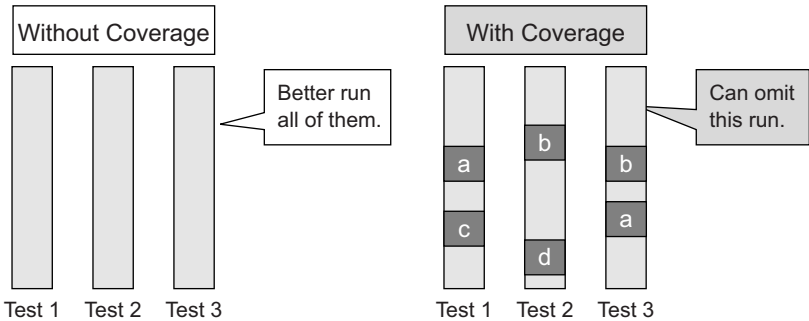 Without Coverage
Better run
all of them.
Test 1 Test 2 Test 3
With Coverage
Can omit
this run.
a
c
b
d
b
a
Test 1 Test 2 Test 3